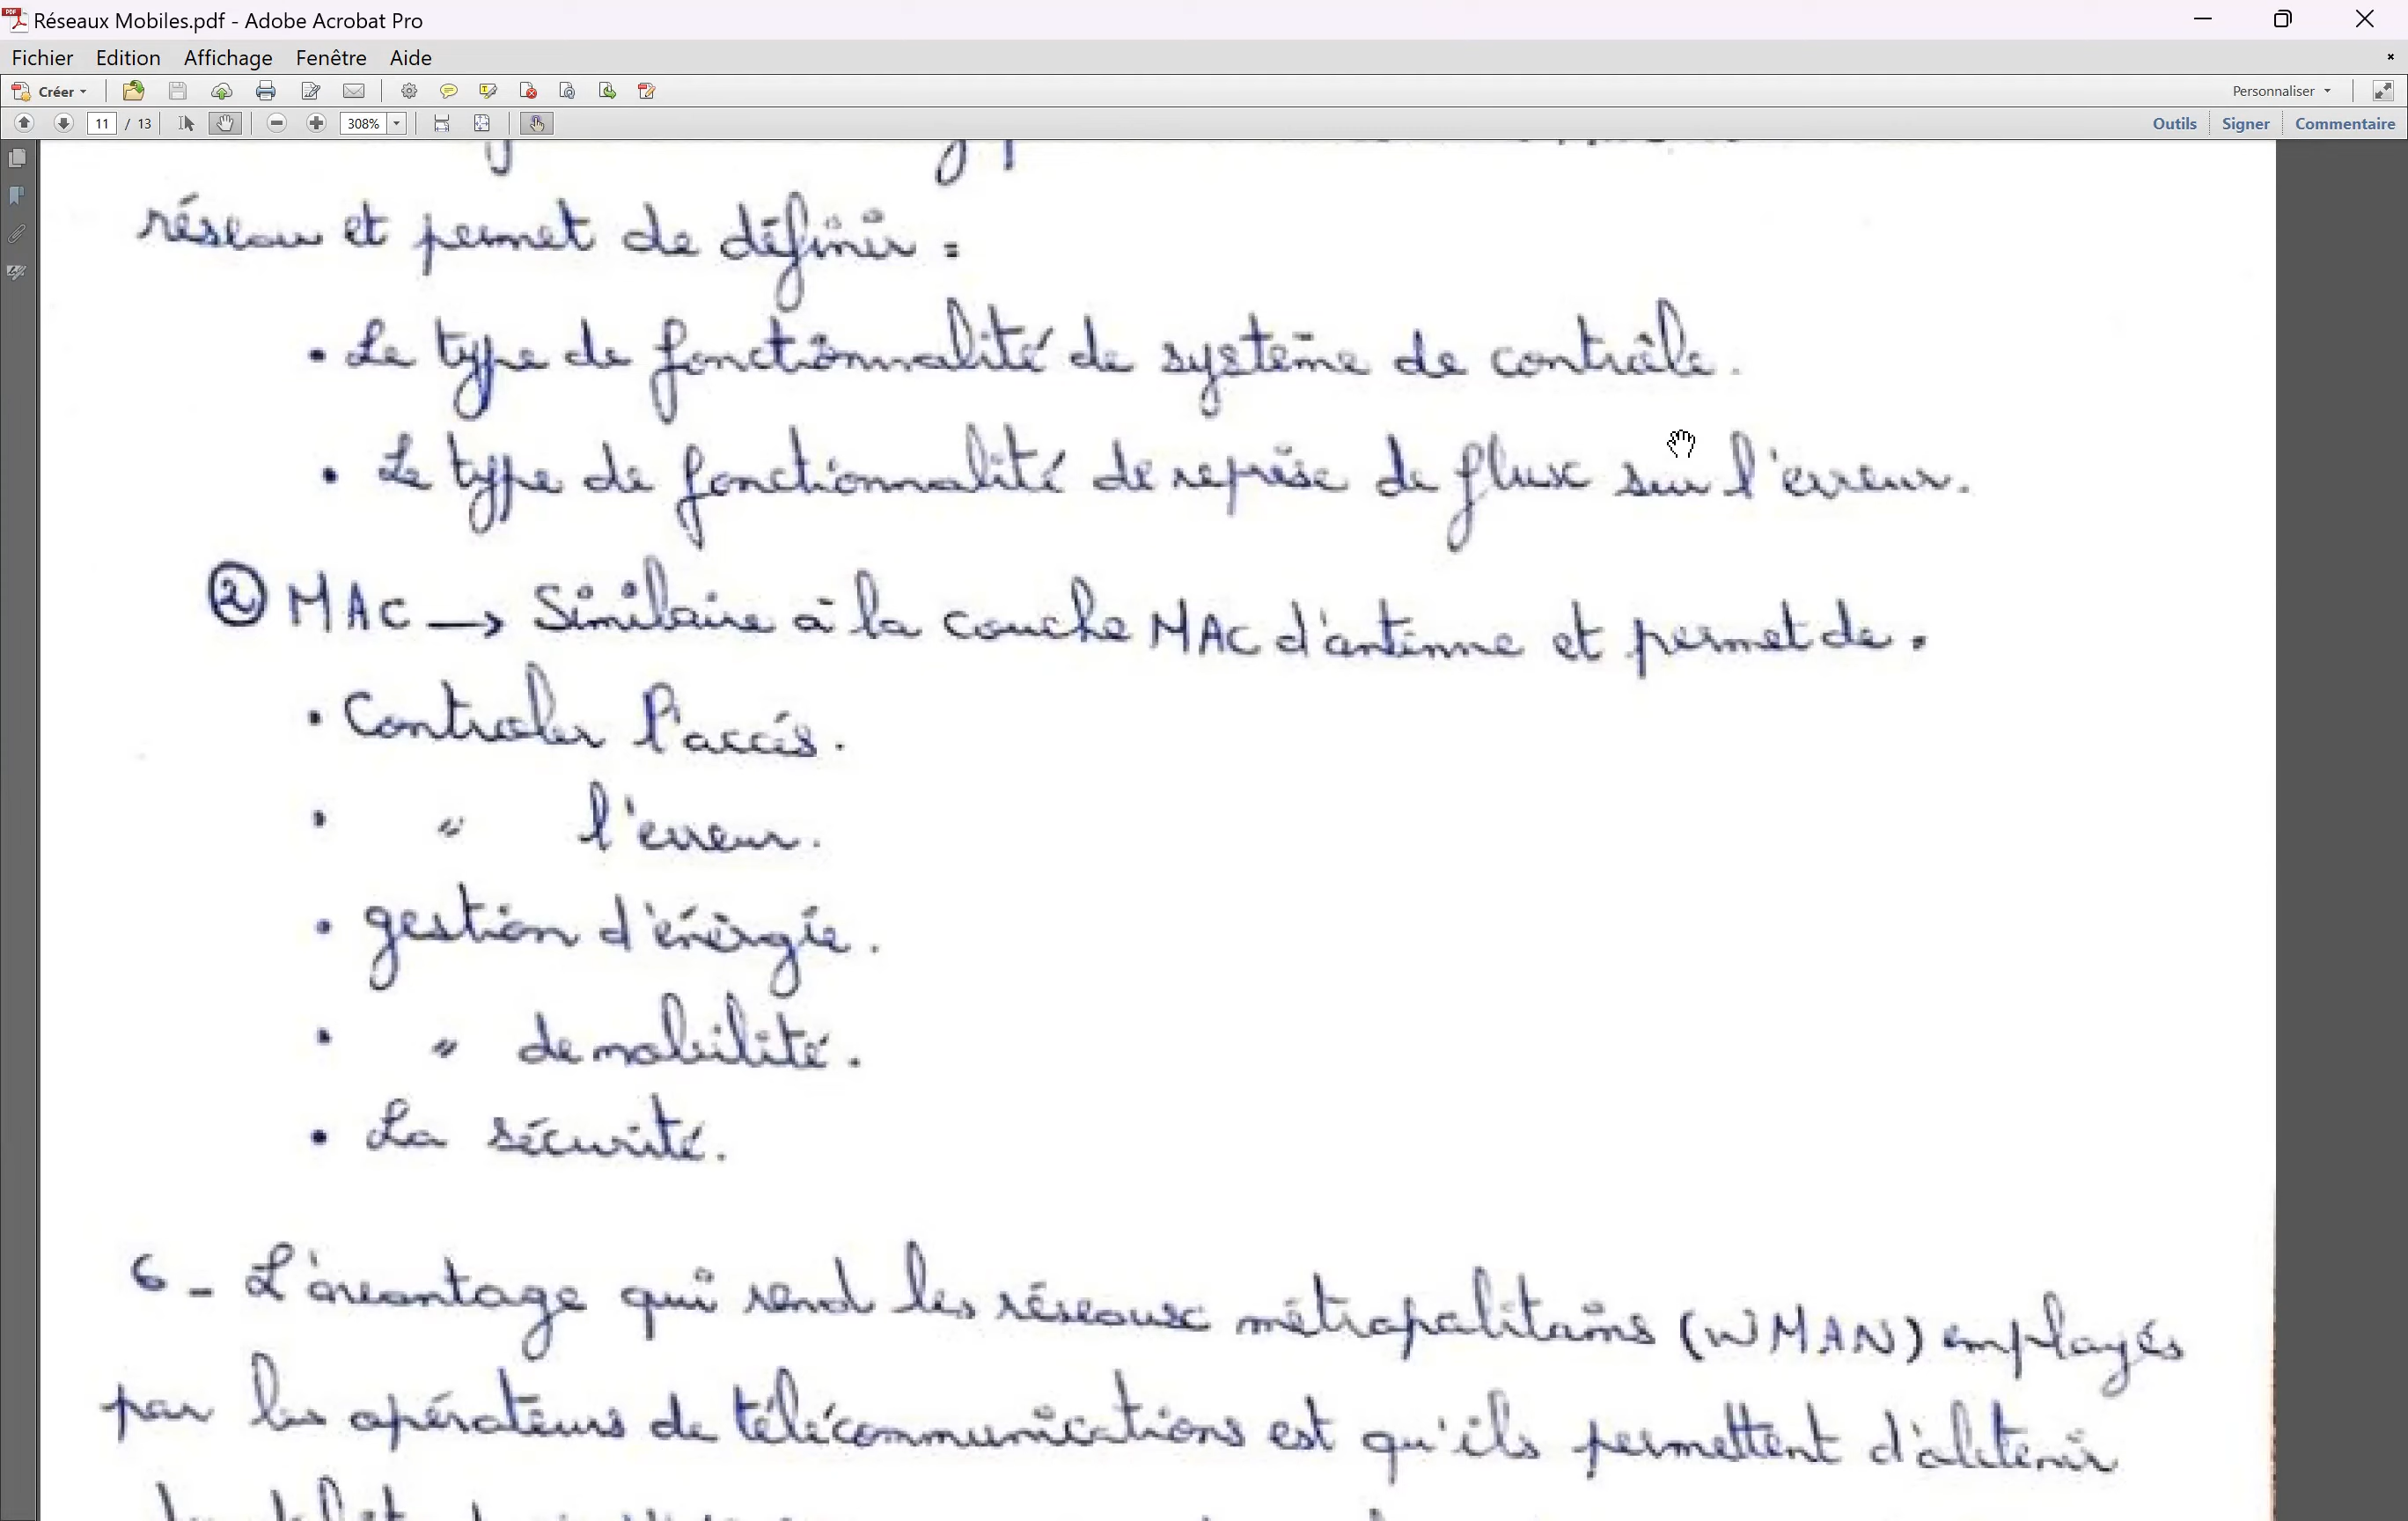 Réseaux Mobiles.pdf - Adobe Acrobat Pro
Fichier Edition Affichage Fenêtre Aide
Créer Personnaliser
11 / 13 308% Outils Signer Commentaire
réseau et permet de définir :
• Le type de fonctionnalité de système de contrôle.
• Le type de fonctionnalité de reprise de flux sur l'erreur.
② MAC → Similaire à la couche MAC d'antenne et permet de :
• Controler l'accés.
• " l'erreur.
• gestion d'énérgie.
• " de mobilité.
• La sécurité.
6 - L'avantage qui rend les réseaux métropolitains (WMAN) employés
par les opérateurs de télécommunications est qu'ils permettent d'obtenir